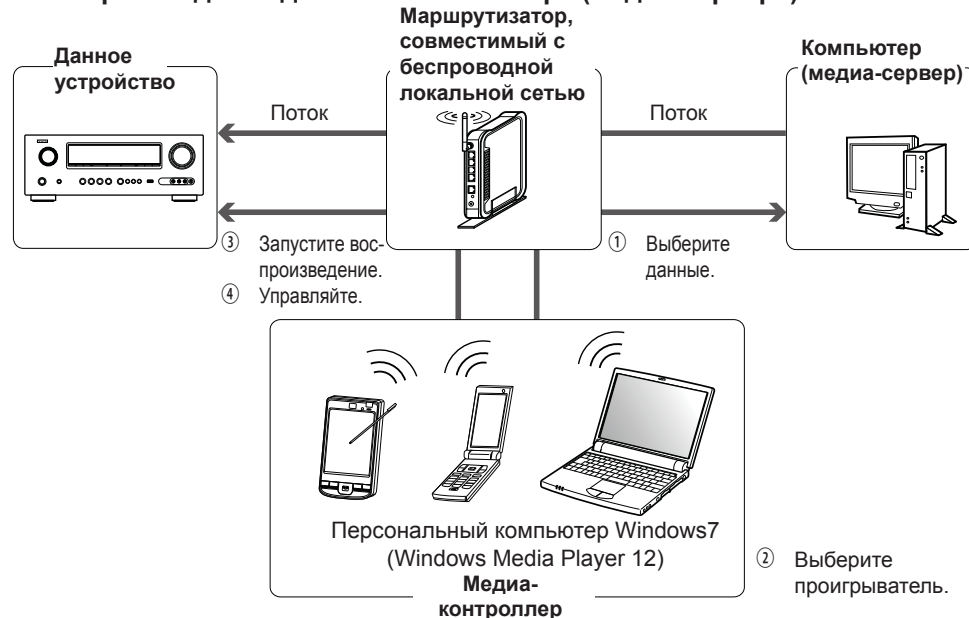 Маршрутизатор,
совместимый с
беспроводной
локальной сетью
Данное
устройство
Компьютер
(медиа-сервер)
Поток
Поток
③ Запустите вос-
произведение.
④ Управляйте.
① Выберите
данные.
Персональный компьютер Windows7
(Windows Media Player 12)
Медиа-
контроллер
② Выберите
проигрыватель.